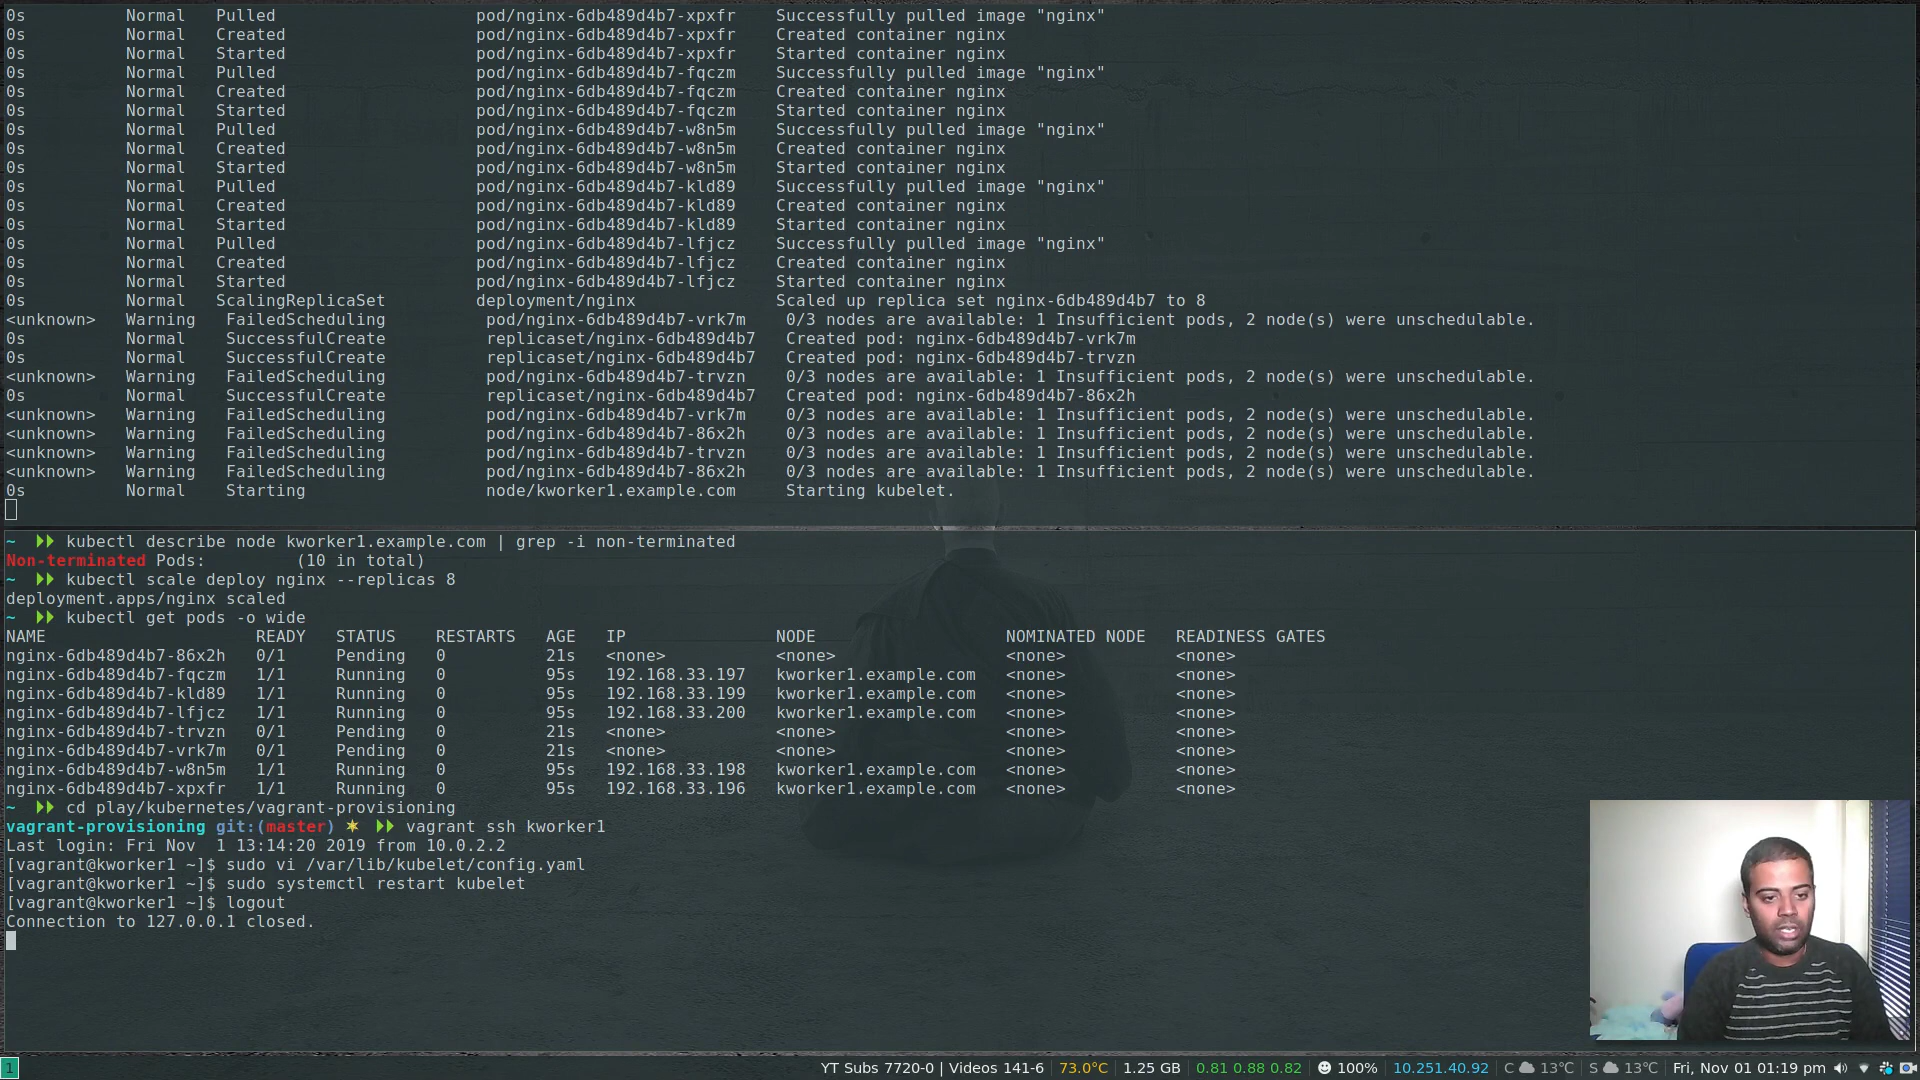 0s Normal Pulled pod/nginx-6db489d4b7-xpxfr Successfully pulled image "nginx"
0s Normal Created pod/nginx-6db489d4b7-xpxfr Created container nginx
0s Normal Started pod/nginx-6db489d4b7-xpxfr Started container nginx
0s Normal Pulled pod/nginx-6db489d4b7-fqczm Successfully pulled image "nginx"
0s Normal Created pod/nginx-6db489d4b7-fqczm Created container nginx
0s Normal Started pod/nginx-6db489d4b7-fqczm Started container nginx
0s Normal Pulled pod/nginx-6db489d4b7-w8n5m Successfully pulled image "nginx"
0s Normal Created pod/nginx-6db489d4b7-w8n5m Created container nginx
0s Normal Started pod/nginx-6db489d4b7-w8n5m Started container nginx
0s Normal Pulled pod/nginx-6db489d4b7-kld89 Successfully pulled image "nginx"
0s Normal Created pod/nginx-6db489d4b7-kld89 Created container nginx
0s Normal Started pod/nginx-6db489d4b7-kld89 Started container nginx
0s Normal Pulled pod/nginx-6db489d4b7-lfjcz Successfully pulled image "nginx"
0s Normal Created pod/nginx-6db489d4b7-lfjcz Created container nginx
0s Normal Started pod/nginx-6db489d4b7-lfjcz Started container nginx
0s Normal ScalingReplicaSet deployment/nginx Scaled up replica set nginx-6db489d4b7 to 8
<unknown> Warning FailedScheduling pod/nginx-6db489d4b7-vrk7m 0/3 nodes are available: 1 Insufficient pods, 2 node(s) were unschedulable.
0s Normal SuccessfulCreate replicaset/nginx-6db489d4b7 Created pod: nginx-6db489d4b7-vrk7m
0s Normal SuccessfulCreate replicaset/nginx-6db489d4b7 Created pod: nginx-6db489d4b7-trvzn
<unknown> Warning FailedScheduling pod/nginx-6db489d4b7-trvzn 0/3 nodes are available: 1 Insufficient pods, 2 node(s) were unschedulable.
0s Normal SuccessfulCreate replicaset/nginx-6db489d4b7 Created pod: nginx-6db489d4b7-86x2h
<unknown> Warning FailedScheduling pod/nginx-6db489d4b7-vrk7m 0/3 nodes are available: 1 Insufficient pods, 2 node(s) were unschedulable.
<unknown> Warning FailedScheduling pod/nginx-6db489d4b7-86x2h 0/3 nodes are available: 1 Insufficient pods, 2 node(s) were unschedulable.
<unknown> Warning FailedScheduling pod/nginx-6db489d4b7-trvzn 0/3 nodes are available: 1 Insufficient pods, 2 node(s) were unschedulable.
<unknown> Warning FailedScheduling pod/nginx-6db489d4b7-86x2h 0/3 nodes are available: 1 Insufficient pods, 2 node(s) were unschedulable.
0s Normal Starting node/kworker1.example.com Starting kubelet.
~ kubectl describe node kworker1.example.com | grep -i non-terminated
Non-terminated Pods: (10 in total)
~ kubectl scale deploy nginx --replicas 8
deployment.apps/nginx scaled
~ kubectl get pods -o wide
NAME READY STATUS RESTARTS AGE IP NODE NOMINATED NODE READINESS GATES
nginx-6db489d4b7-86x2h 0/1 Pending 0 21s <none> <none> <none> <none>
nginx-6db489d4b7-fqczm 1/1 Running 0 95s 192.168.33.197 kworker1.example.com <none> <none>
nginx-6db489d4b7-kld89 1/1 Running 0 95s 192.168.33.199 kworker1.example.com <none> <none>
nginx-6db489d4b7-lfjcz 1/1 Running 0 95s 192.168.33.200 kworker1.example.com <none> <none>
nginx-6db489d4b7-trvzn 0/1 Pending 0 21s <none> <none> <none> <none>
nginx-6db489d4b7-vrk7m 0/1 Pending 0 21s <none> <none> <none> <none>
nginx-6db489d4b7-w8n5m 1/1 Running 0 95s 192.168.33.198 kworker1.example.com <none> <none>
nginx-6db489d4b7-xpxfr 1/1 Running 0 95s 192.168.33.196 kworker1.example.com <none> <none>
~ cd play/kubernetes/vagrant-provisioning
vagrant-provisioning git:(master) ✶ vagrant ssh kworker1
Last login: Fri Nov  1 13:14:20 2019 from 10.0.2.2
[vagrant@kworker1 ~]$ sudo vi /var/lib/kubelet/config.yaml
[vagrant@kworker1 ~]$ sudo systemctl restart kubelet
[vagrant@kworker1 ~]$ logout
Connection to 127.0.0.1 closed.
1 YT Subs 7720-0 | Videos 141-6 73.0°C 1.25 GB 0.81 0.88 0.82 100% 10.251.40.92 C 13°C S 13°C Fri, Nov 01 01:19 pm